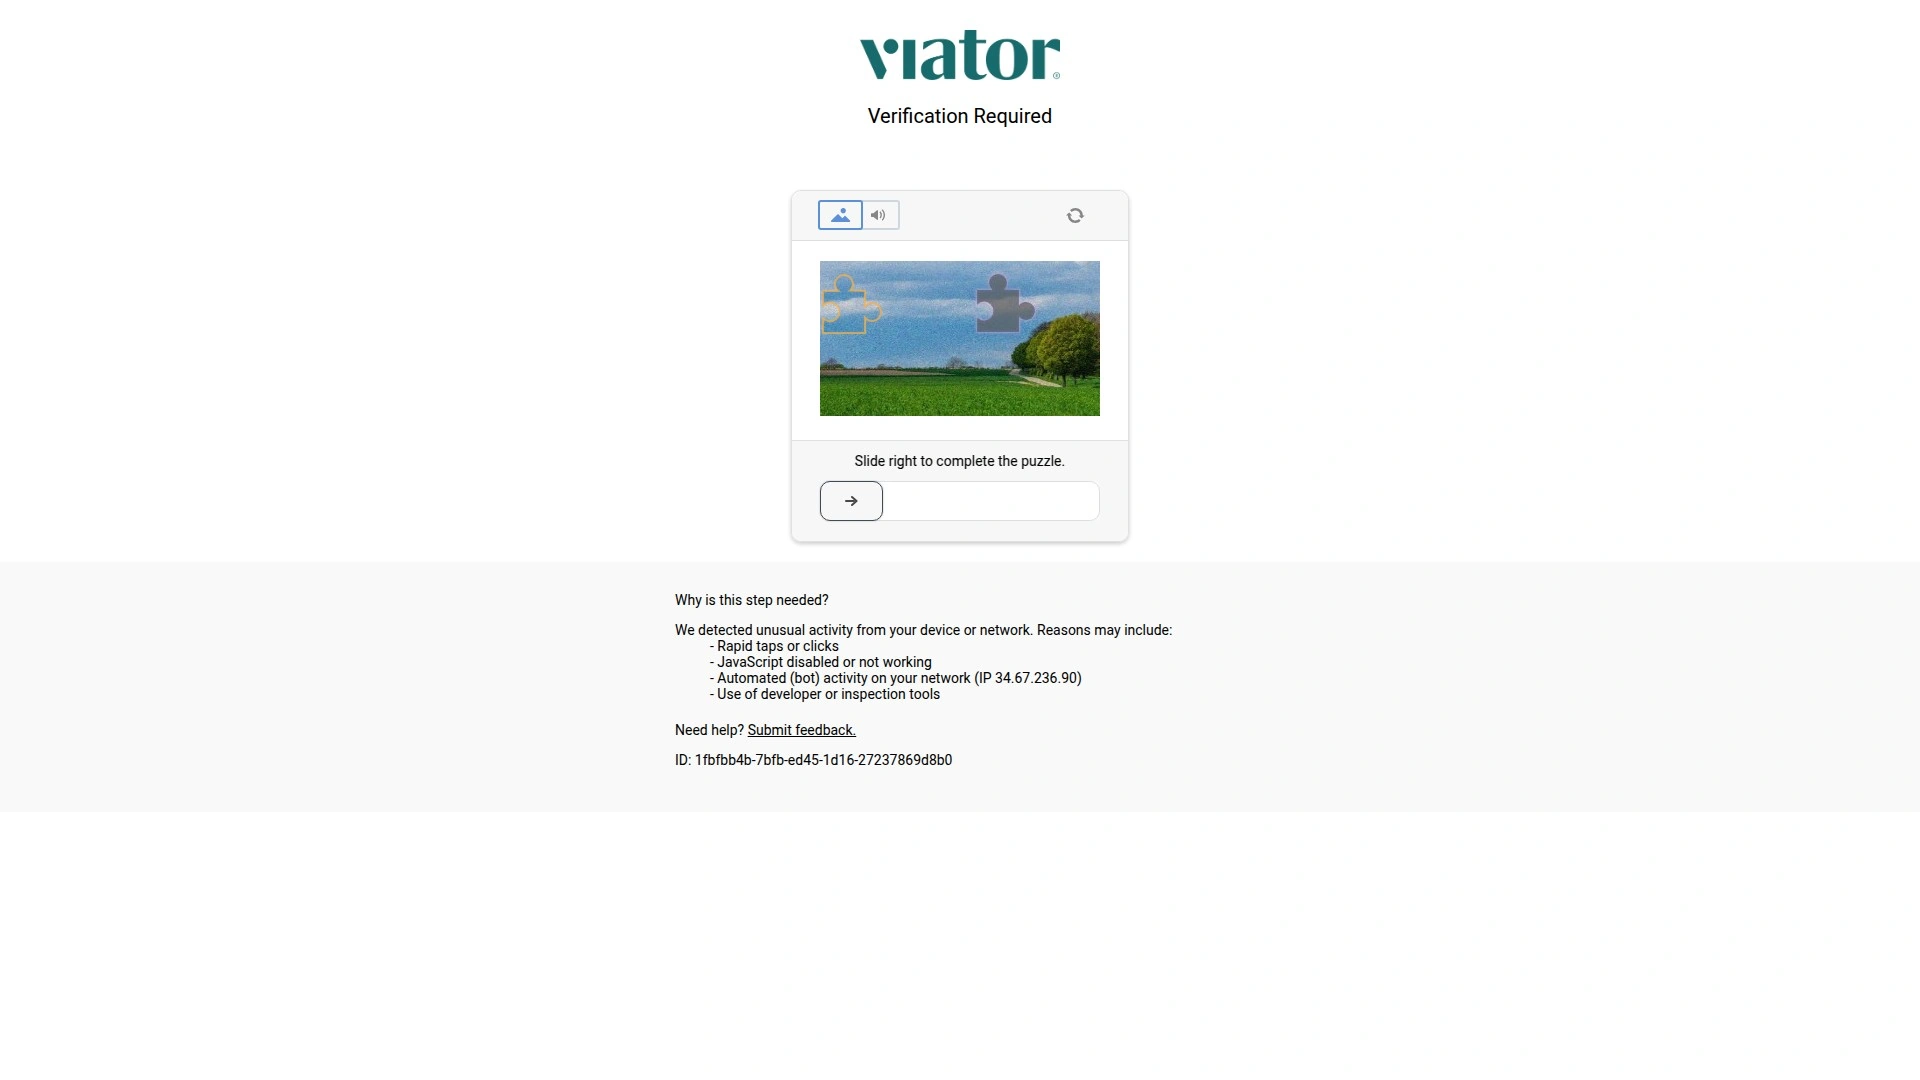 viator®
Verification Required
Slide right to complete the puzzle.
Why is this step needed?
We detected unusual activity from your device or network. Reasons may include:
- Rapid taps or clicks
- JavaScript disabled or not working
- Automated (bot) activity on your network (IP 34.67.236.90)
- Use of developer or inspection tools
Need help? Submit feedback.
ID: 1fbfbb4b-7bfb-ed45-1d16-27237869d8b0